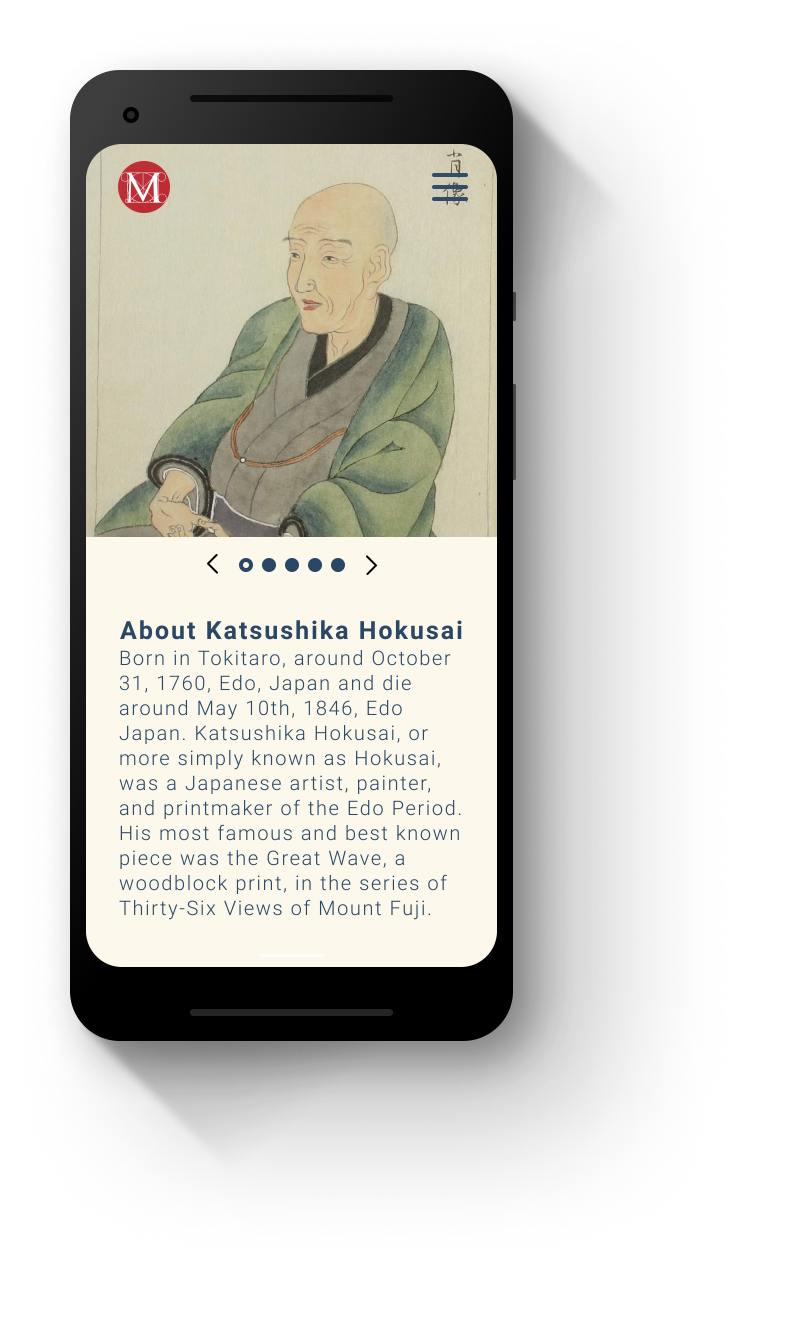 M
肖
像
About Katsushika Hokusai
Born in Tokitaro, around October
31, 1760, Edo, Japan and die
around May 10th, 1846, Edo
Japan. Katsushika Hokusai, or
more simply known as Hokusai,
was a Japanese artist, painter,
and printmaker of the Edo Period.
His most famous and best known
piece was the Great Wave, a
woodblock print, in the series of
Thirty-Six Views of Mount Fuji.